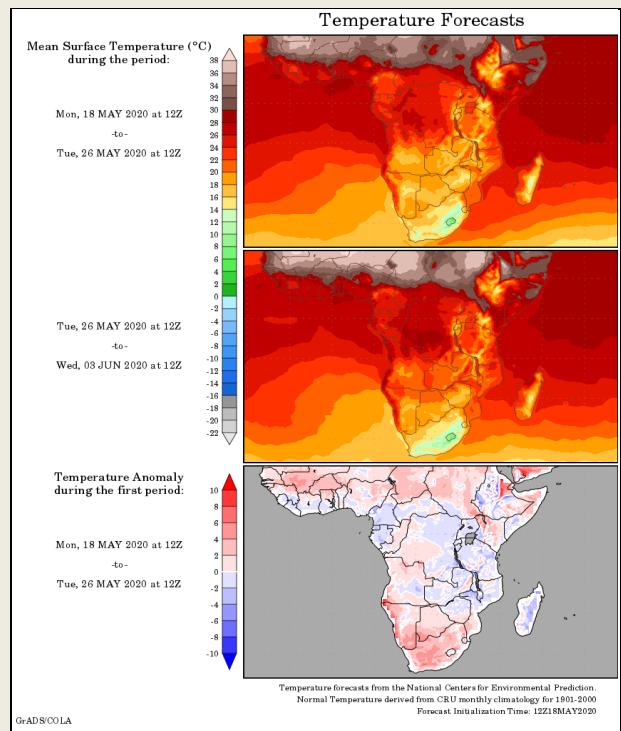 Temperature Forecasts
Mean Surface Temperature (°C)
during the period:
Mon, 18 MAY 2020 at 12Z
-to-
Tue, 26 MAY 2020 at 12Z
38
36
34
32
30
28
26
24
22
20
18
16
14
12
10
8
6
4
2
0
-2
-4
-6
-8
-10
-12
-14
-16
-18
-20
-22
Tue, 26 MAY 2020 at 12Z
-to-
Wed, 03 JUN 2020 at 12Z
Temperature Anomaly
during the first period:
Mon, 18 MAY 2020 at 12Z
-to-
Tue, 26 MAY 2020 at 12Z
10
8
6
4
2
0
-2
-4
-6
-8
-10
Temperature forecasts from the National Centers for Environmental Prediction.
Normal Temperature derived from CRU monthly climatology for 1901-2000
Forecast Initialization Time: 12Z18MAY2020
GrADS/COLA